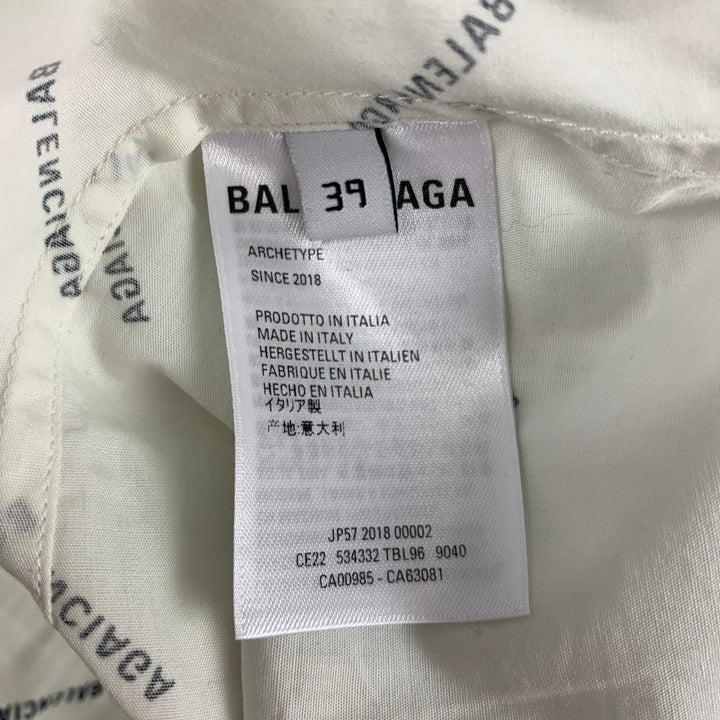 BALENCIAGA
BALENCIAGA
AGAICN
AGA
BAL 39 AGA
ARCHETYPE
SINCE 2018
PRODOTTO IN ITALIA
MADE IN ITALY
HERGESTELLT IN ITALIEN
FABRIQUE EN ITALIE
HECHO EN ITALIA
イタリア製
产地:意大利
JP57 2018 00002
CE22 534332 TBL96 9040
CA00985 - CA63081